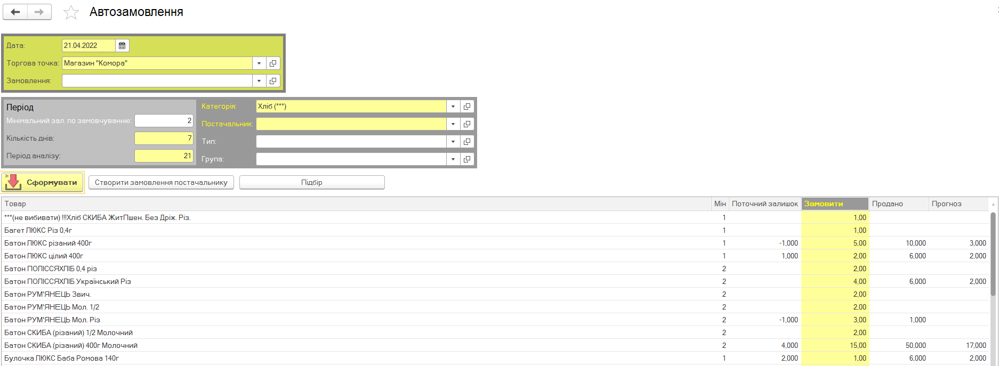 Автозамовлення
Дата: 21.04.2022
Торгова точка: Магазин "Комора"
Замовлення:
Період
Мінімальний зал. по замовчуванню: 2
Кількість днів: 7
Період аналізу: 21
Категорія: Хліб (***)
Постачальник:
Тип:
Група:
Сформувати Створити замовлення постачальнику Підбір
Товар Мін Поточний залишок Замовити Продано Прогноз
***(не вибивати) !!!Хліб СКИБА ЖитПшен. Без Дріж. Різ. 1 1,00
Багет ЛЮКС Різ 0,4г 1 1,00
Батон ЛЮКС різаний 400г 1 -1,000 5,00 10,000 3,000
Батон ЛЮКС цілий 400г 1 1,000 2,00 6,000 2,000
Батон ПОЛІССЯХЛІБ 0,4 різ 2 2,00
Батон ПОЛІССЯХЛІБ Український Різ 2 4,00 6,000 2,000
Батон РУМ'ЯНЕЦЬ Звич. 2 2,00
Батон РУМ'ЯНЕЦЬ Мол. 1/2 2 2,00
Батон РУМ'ЯНЕЦЬ Мол. Різ 2 -1,000 3,00 1,000
Батон СКИБА (різаний) 1/2 Молочний 2 2,00
Батон СКИБА (різаний) 400г Молочний 2 4,000 15,00 50,000 17,000
Булочка ЛЮКС Баба Ромова 140г 1 2,000 1,00 6,000 2,000